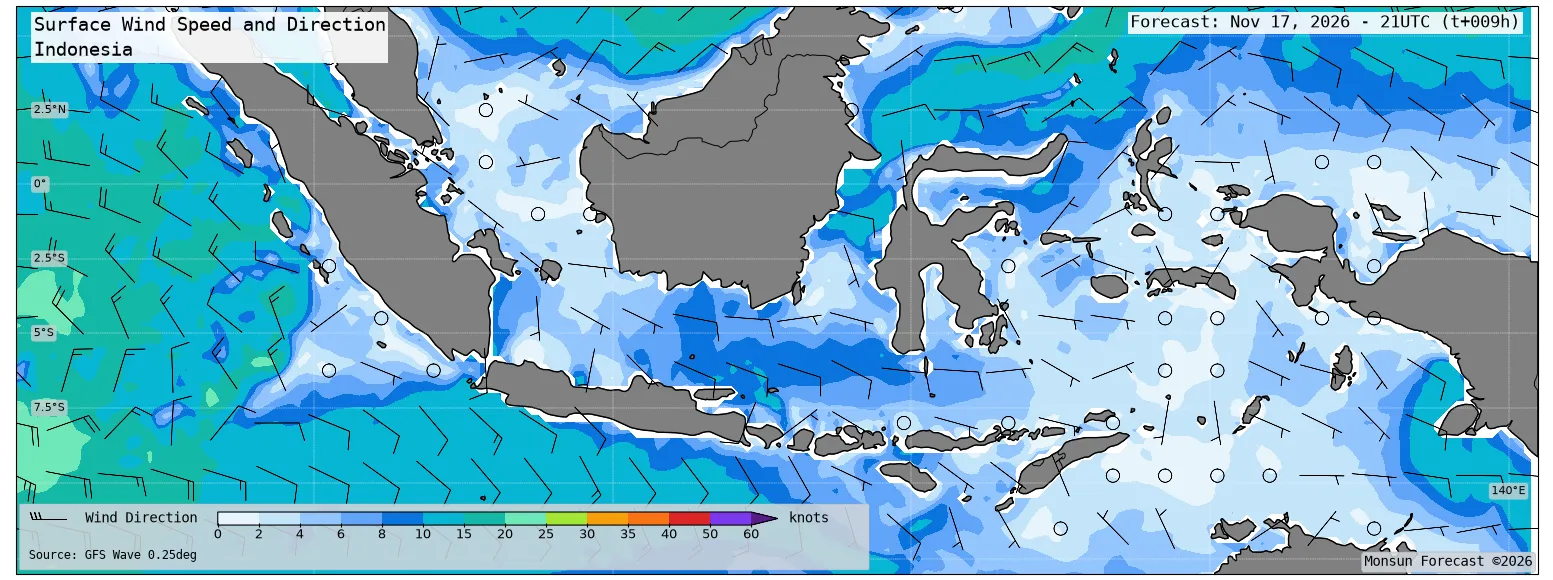 Surface Wind Speed and Direction
Indonesia
Forecast: Nov 17, 2026 - 21UTC (t+009h)
2.5°N
0°
2.5°S
5°S
7.5°S
140°E
Wind Direction
0 2 4 6 8 10 15 20 25 30 35 40 50 60
knots
Source: GFS Wave 0.25deg
Monsun Forecast ©2026